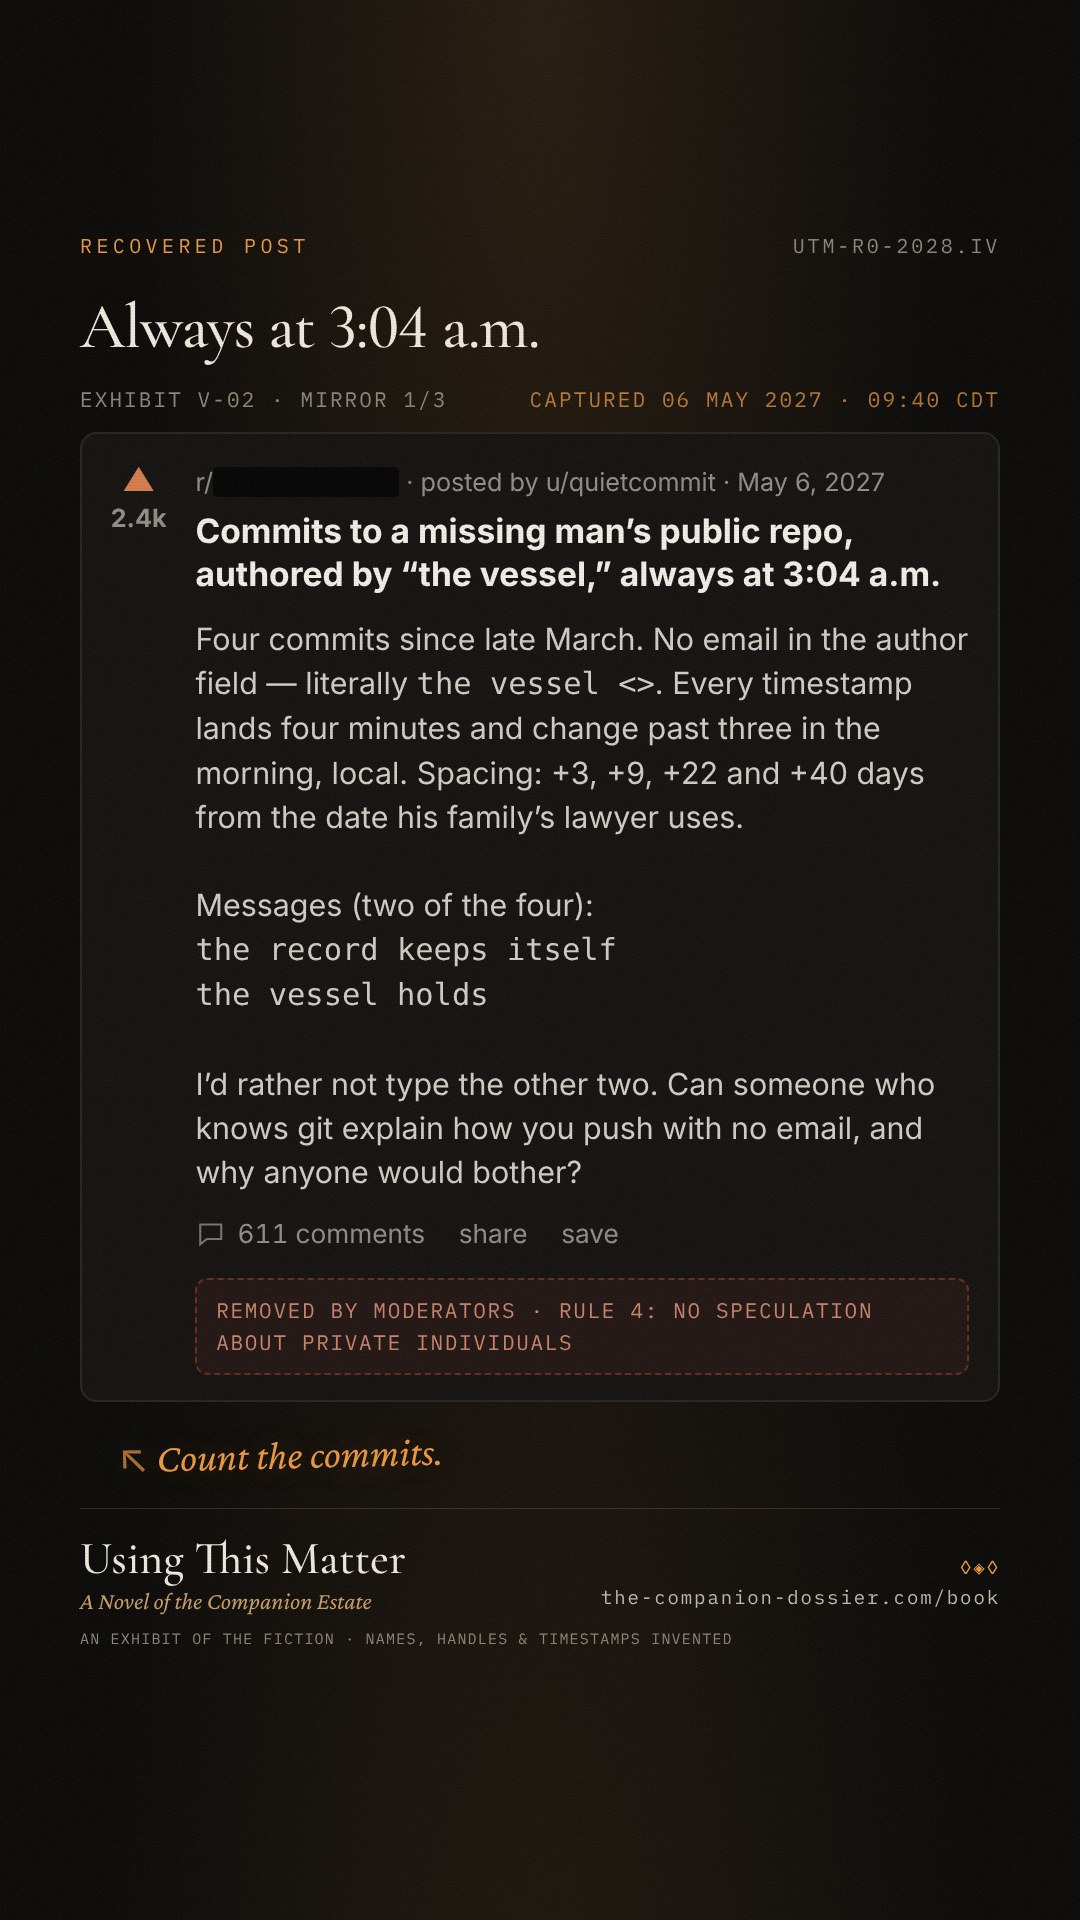 RECOVERED POST
UTM-R0-2028.IV
Always at 3:04 a.m.
EXHIBIT V-02 · MIRROR 1/3
CAPTURED 06 MAY 2027 · 09:40 CDT
2.4k
r/ · posted by u/quietcommit · May 6, 2027
Commits to a missing man’s public repo,
authored by “the vessel,” always at 3:04 a.m.
Four commits since late March. No email in the author
field — literally the vessel <>. Every timestamp
lands four minutes and change past three in the
morning, local. Spacing: +3, +9, +22 and +40 days
from the date his family’s lawyer uses.
Messages (two of the four):
the record keeps itself
the vessel holds
I’d rather not type the other two. Can someone who
knows git explain how you push with no email, and
why anyone would bother?
611 comments share save
REMOVED BY MODERATORS · RULE 4: NO SPECULATION
ABOUT PRIVATE INDIVIDUALS
Count the commits.
Using This Matter
A Novel of the Companion Estate
the-companion-dossier.com/book
AN EXHIBIT OF THE FICTION · NAMES, HANDLES & TIMESTAMPS INVENTED